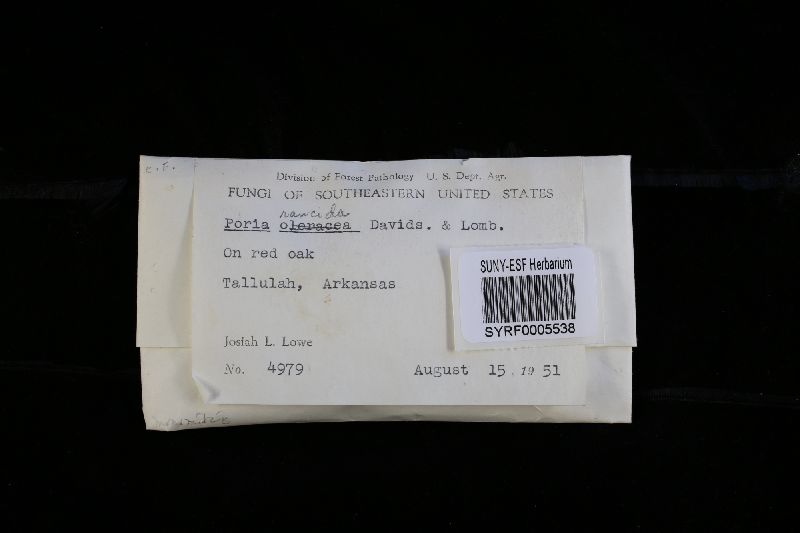 c.F.
Division of Forest Pathology U. S. Dept. Agr.
FUNGI OF SOUTHEASTERN UNITED STATES
rancida
Poria oleracea Davids. & Lomb.
On red oak
Tallulah, Arkansas
SUNY-ESF Herbarium
SYRF0005538
Josiah L. Lowe
No. 4979 August 15, 19 51